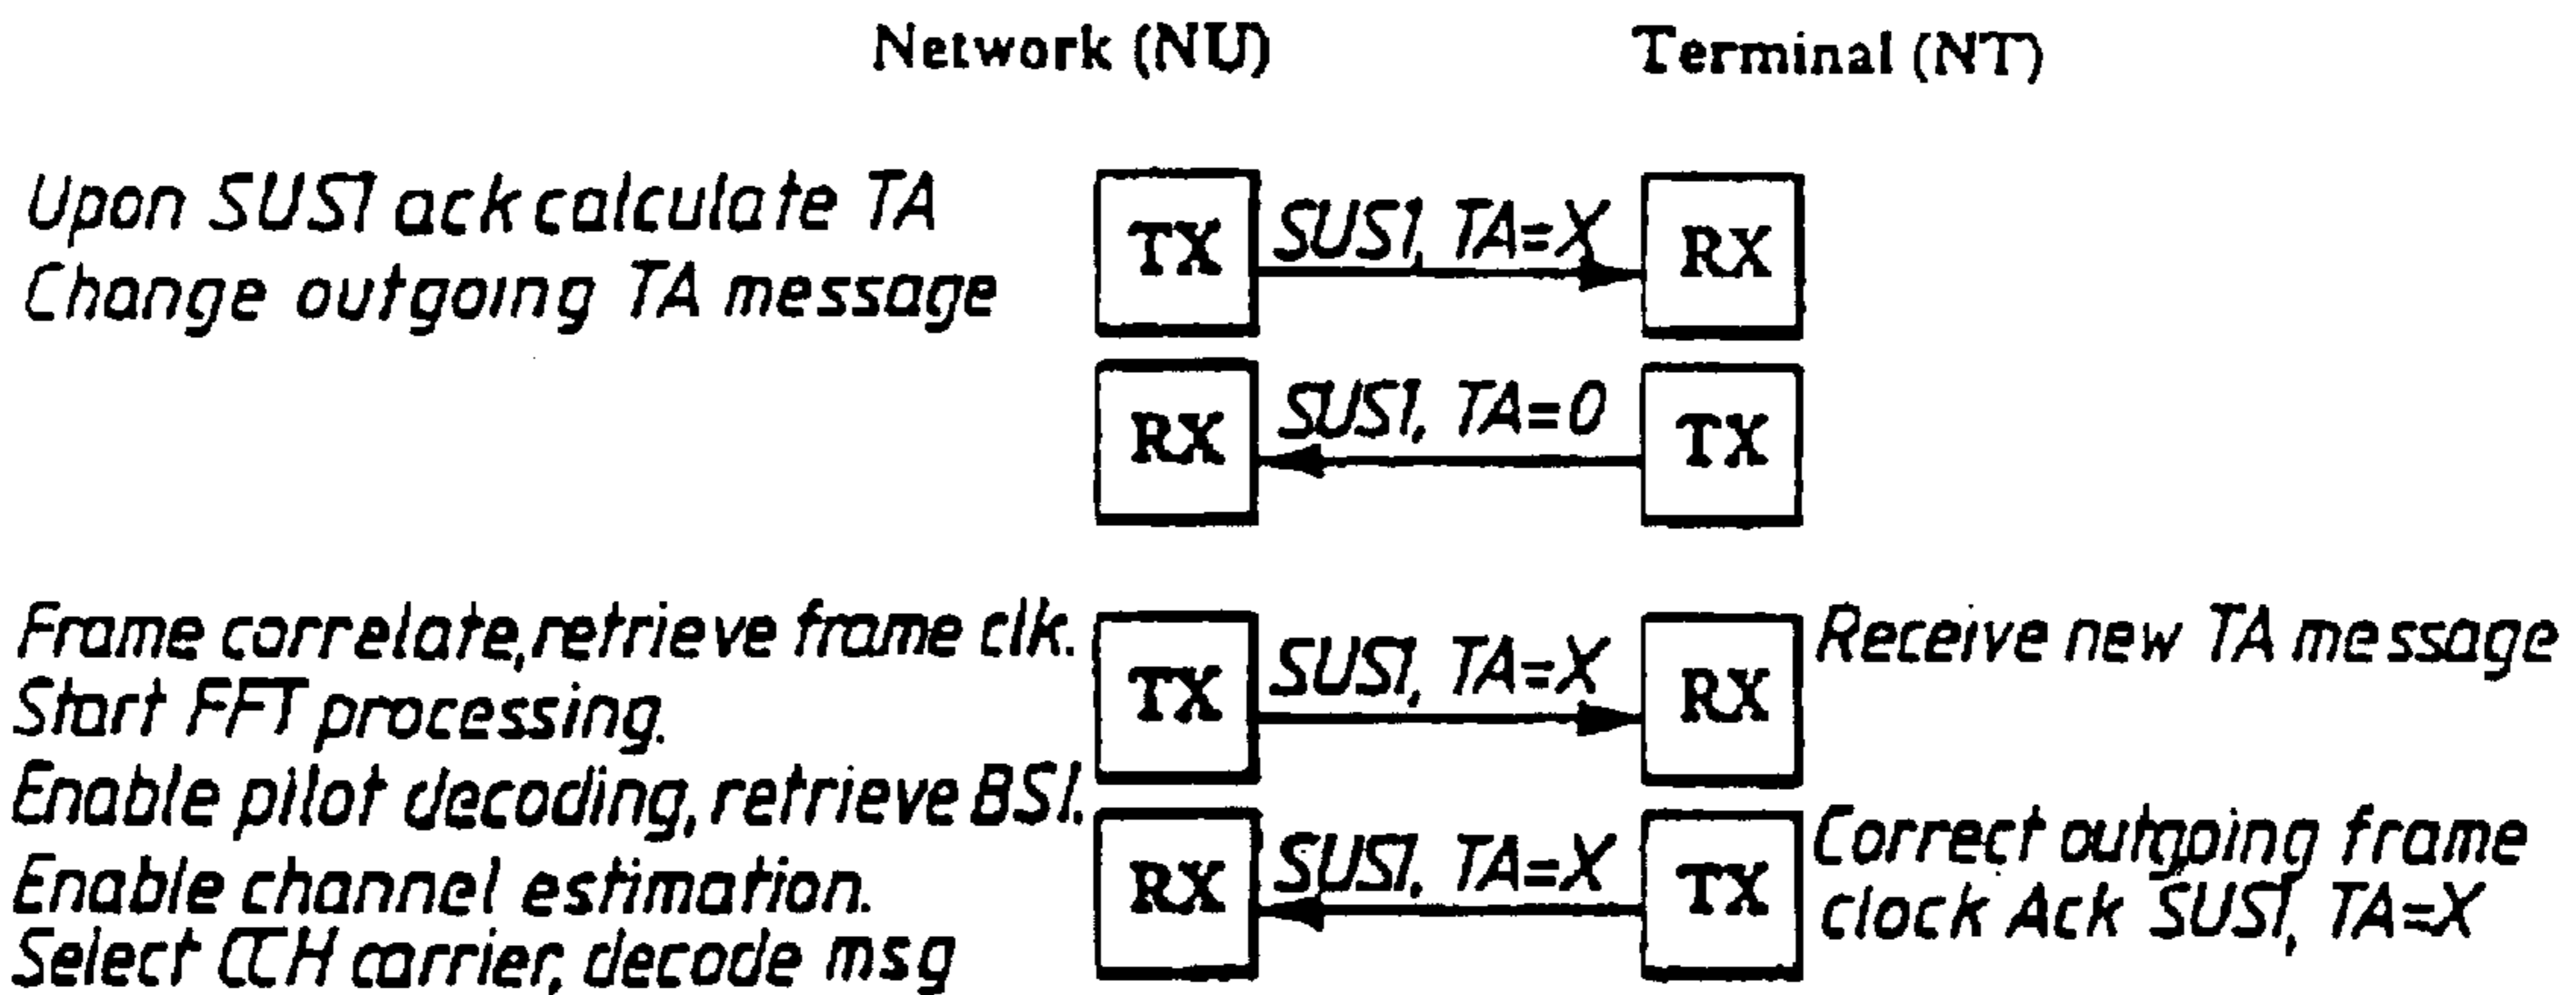 Network (NU) Terminal (NT)
Upon SUS1 ack calculate TA
Change outgoing TA message
TX SUS1, TA=X RX
RX SUS1, TA=0 TX
Frame correlate, retrieve frame clk.
Start FFT processing.
Enable pilot decoding, retrieve BSI.
Enable channel estimation.
Select CCH carrier, decode msg
TX SUS1, TA=X RX
Receive new TA message
RX SUS1, TA=X TX
Correct outgoing frame
clock Ack SUS1, TA=X